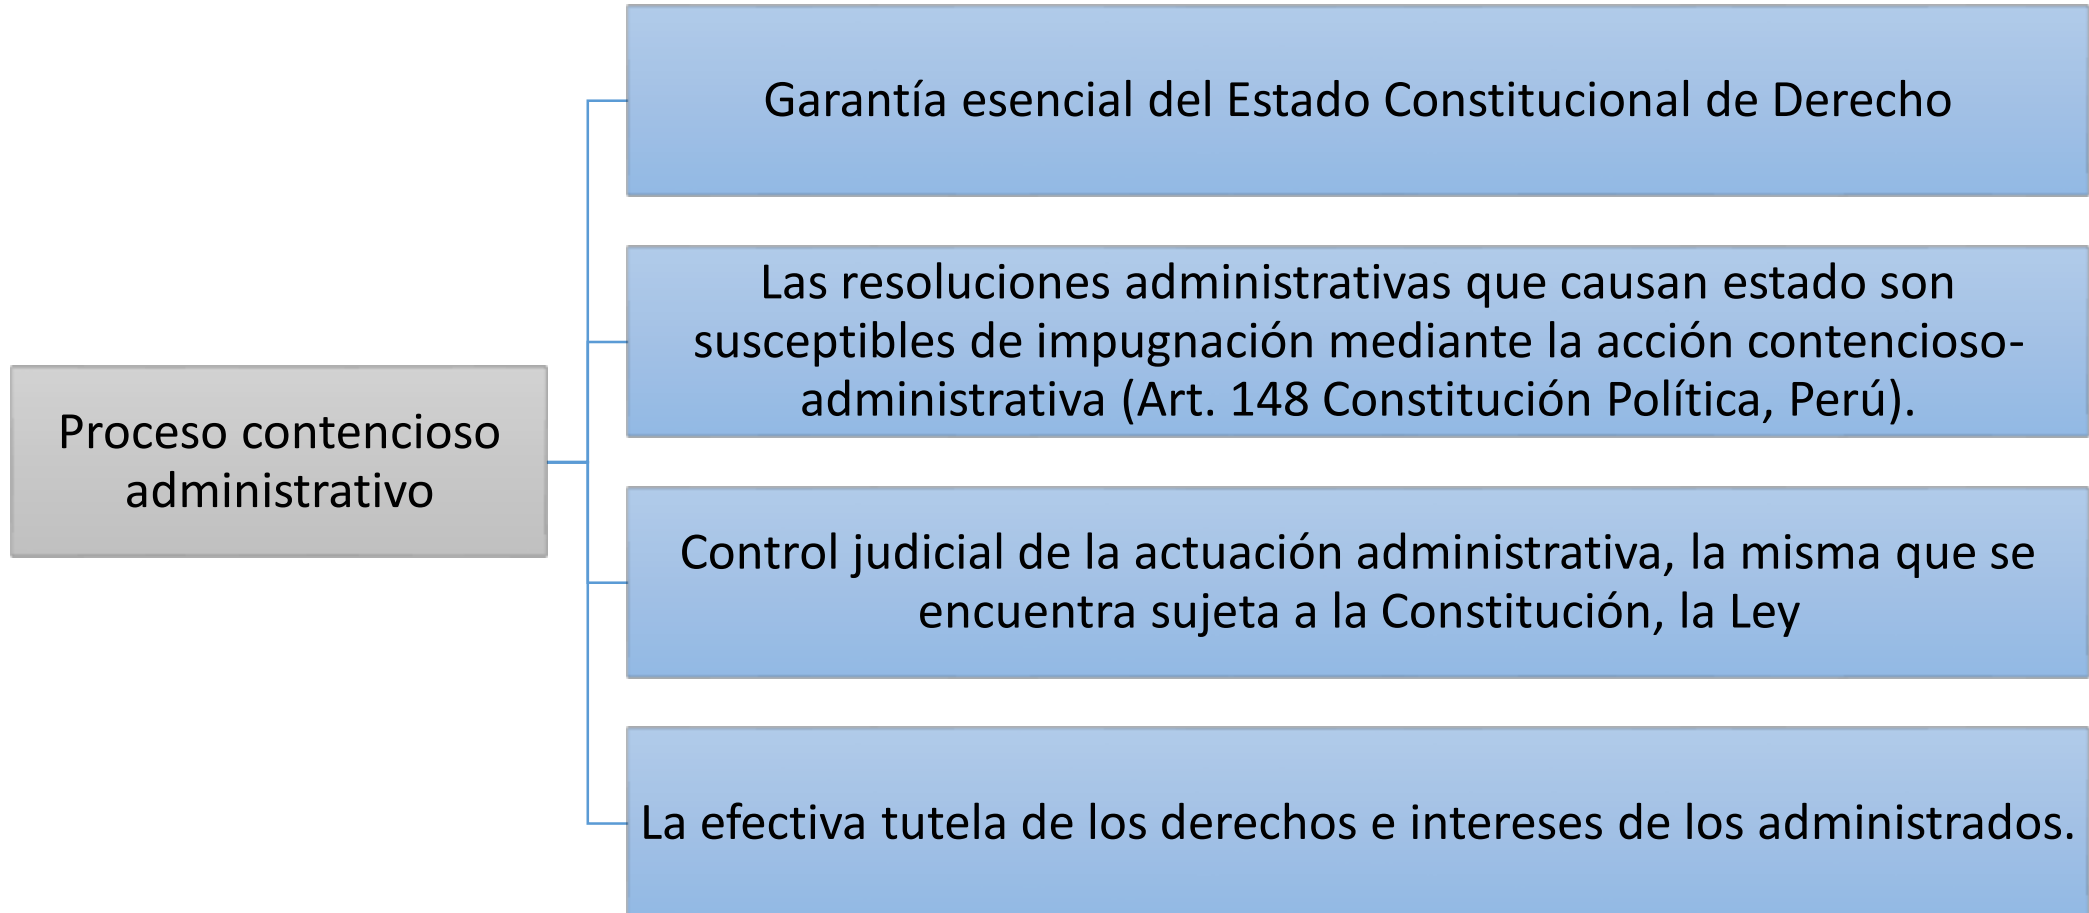 Proceso contencioso
administrativo
Garantía esencial del Estado Constitucional de Derecho
Las resoluciones administrativas que causan estado son
susceptibles de impugnación mediante la acción contencioso-
administrativa (Art. 148 Constitución Política, Perú).
Control judicial de la actuación administrativa, la misma que se
encuentra sujeta a la Constitución, la Ley
La efectiva tutela de los derechos e intereses de los administrados.